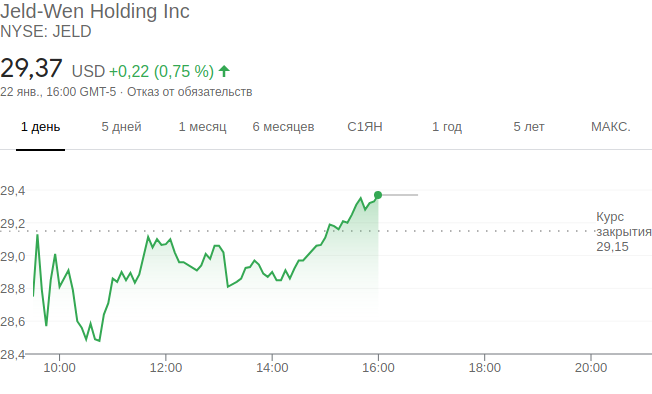 Jeld-Wen Holding Inc
NYSE: JELD
29,37 USD +0,22 (0,75 %)
22 янв., 16:00 GMT-5 · Отказ от обязательств
1 день 5 дней 1 месяц 6 месяцев С1ЯН 1 год 5 лет МАКС.
29,4
29,2
29,0
28,8
28,6
28,4
Курс
закрытия
29,15
10:00 12:00 14:00 16:00 18:00 20:00